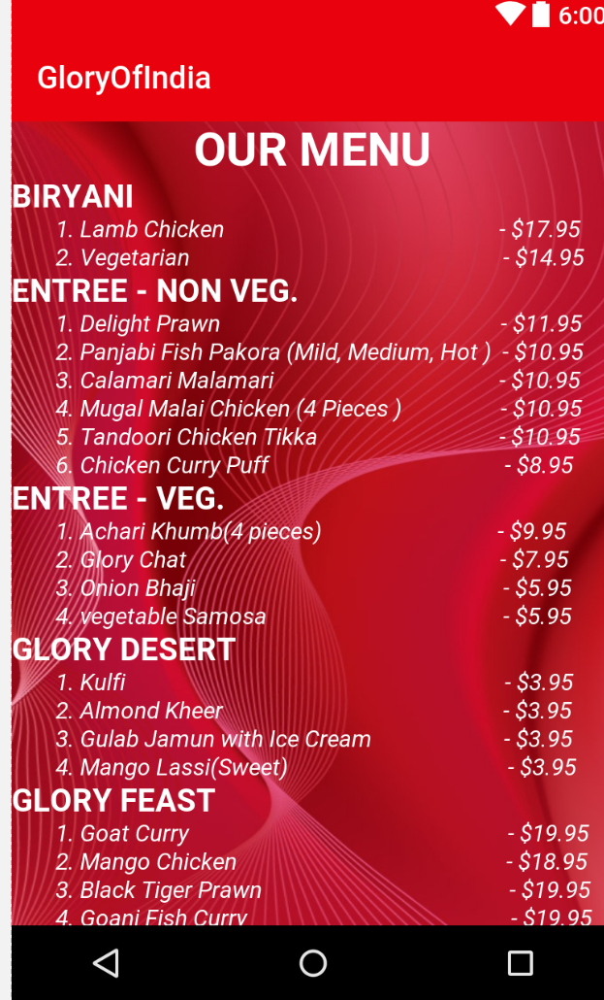 6:00
GloryOfIndia
OUR MENU
BIRYANI
1. Lamb Chicken - $17.95
2. Vegetarian - $14.95
ENTREE - NON VEG.
1. Delight Prawn - $11.95
2. Panjabi Fish Pakora (Mild, Medium, Hot ) - $10.95
3. Calamari Malamari - $10.95
4. Mugal Malai Chicken (4 Pieces ) - $10.95
5. Tandoori Chicken Tikka - $10.95
6. Chicken Curry Puff - $8.95
ENTREE - VEG.
1. Achari Khumb(4 pieces) - $9.95
2. Glory Chat - $7.95
3. Onion Bhaji - $5.95
4. vegetable Samosa - $5.95
GLORY DESERT
1. Kulfi - $3.95
2. Almond Kheer - $3.95
3. Gulab Jamun with Ice Cream - $3.95
4. Mango Lassi(Sweet) - $3.95
GLORY FEAST
1. Goat Curry - $19.95
2. Mango Chicken - $18.95
3. Black Tiger Prawn - $19.95
4. Goani Fish Curry - $19.95